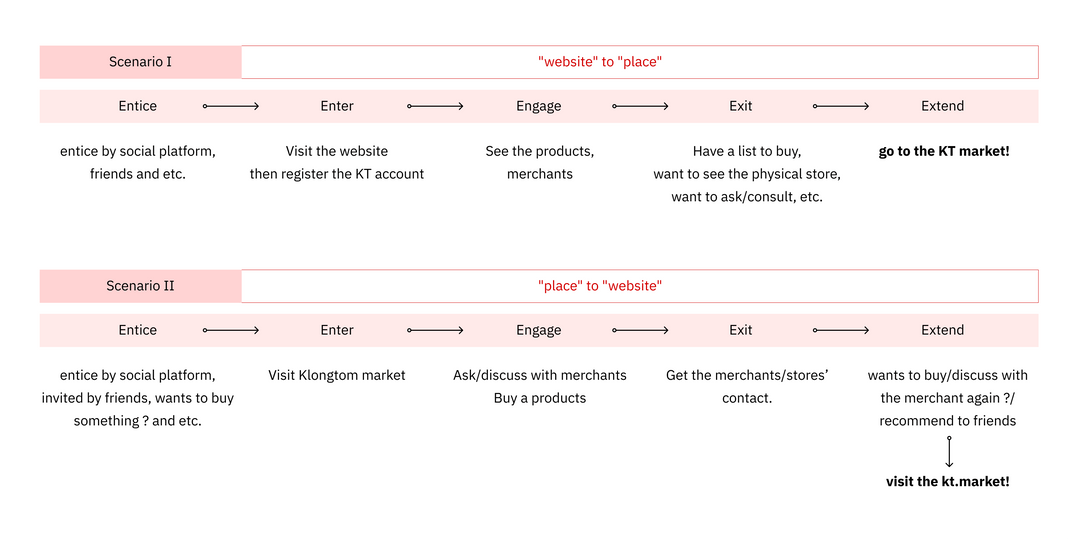 Scenario I
"website" to "place"
Entice
Enter
Engage
Exit
Extend
entice by social platform,
friends and etc.
Visit the website
then register the KT account
See the products,
merchants
Have a list to buy,
want to see the physical store,
want to ask/consult, etc.
go to the KT market!
Scenario II
"place" to "website"
Entice
Enter
Engage
Exit
Extend
entice by social platform,
invited by friends, wants to buy
something ? and etc.
Visit Klongtom market
Ask/discuss with merchants
Buy a products
Get the merchants/stores’
contact.
wants to buy/discuss with
the merchant again ?/
recommend to friends
visit the kt.market!